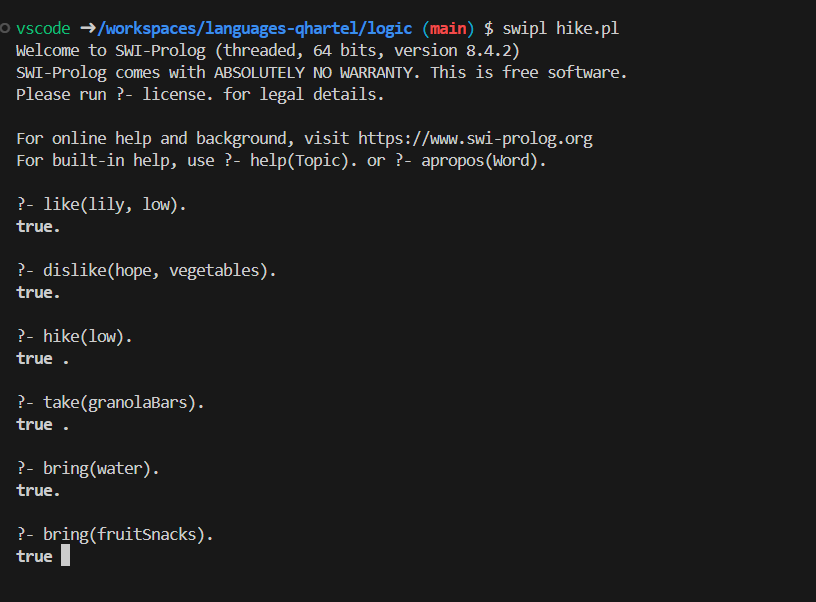 vscode ➜/workspaces/languages-qhartel/logic (main) $ swipl hike.pl
Welcome to SWI-Prolog (threaded, 64 bits, version 8.4.2)
SWI-Prolog comes with ABSOLUTELY NO WARRANTY. This is free software.
Please run ?- license. for legal details.
For online help and background, visit https://www.swi-prolog.org
For built-in help, use ?- help(Topic). or ?- apropos(Word).
?- like(lily, low).
true.
?- dislike(hope, vegetables).
true.
?- hike(low).
true .
?- take(granolaBars).
true .
?- bring(water).
true.
?- bring(fruitSnacks).
true